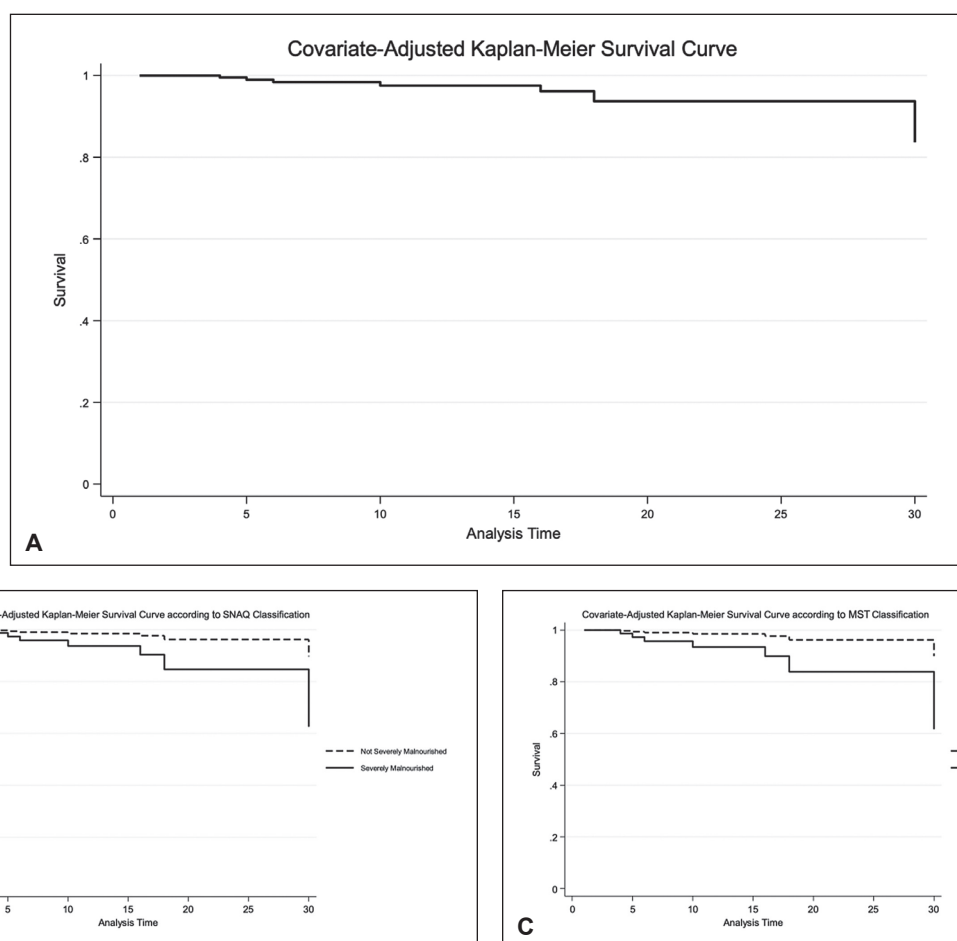 Covariate-Adjusted Kaplan-Meier Survival Curve
1
.8
.6
.4
.2
0
Survival
0 5 10 15 20 25 30
Analysis Time
A
-Adjusted Kaplan-Meier Survival Curve according to SNAQ Classification
Not Severely Malnourished
Severely Malnourished
5 10 15 20 25 30
Analysis Time
Covariate-Adjusted Kaplan-Meier Survival Curve according to MST Classification
1
.8
.6
.4
.2
0
Survival
0 5 10 15 20 25 30
Analysis Time
C